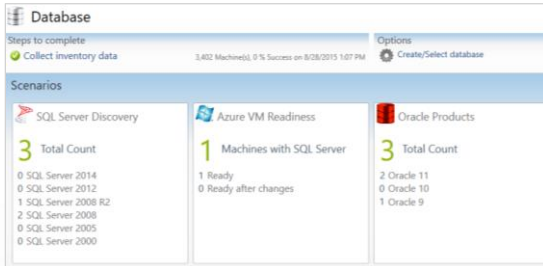 Database
Steps to complete
Collect inventory data
3,402 Machine(s), 0 % Success on 8/28/2015 1:07 PM
Options
Create/Select database
Scenarios
SQL Server Discovery
3 Total Count
0 SQL Server 2014
0 SQL Server 2012
1 SQL Server 2008 R2
2 SQL Server 2008
0 SQL Server 2005
0 SQL Server 2000
Azure VM Readiness
1 Machines with SQL Server
1 Ready
0 Ready after changes
Oracle Products
3 Total Count
2 Oracle 11
0 Oracle 10
1 Oracle 9